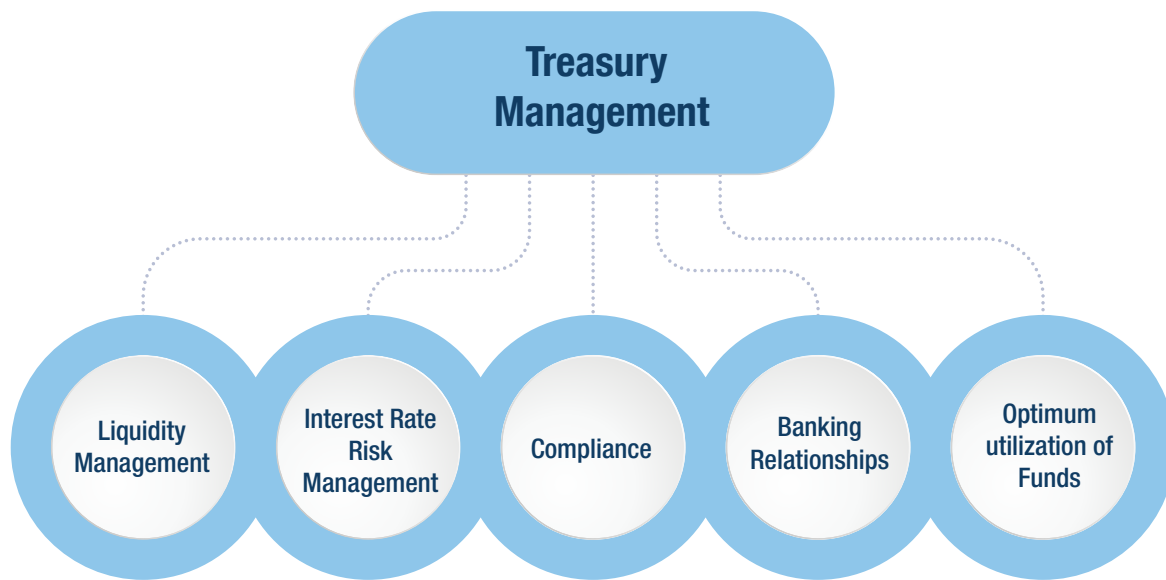 Treasury
Management
Liquidity
Management
Interest Rate
Risk
Management
Compliance
Banking
Relationships
Optimum
utilization of
Funds